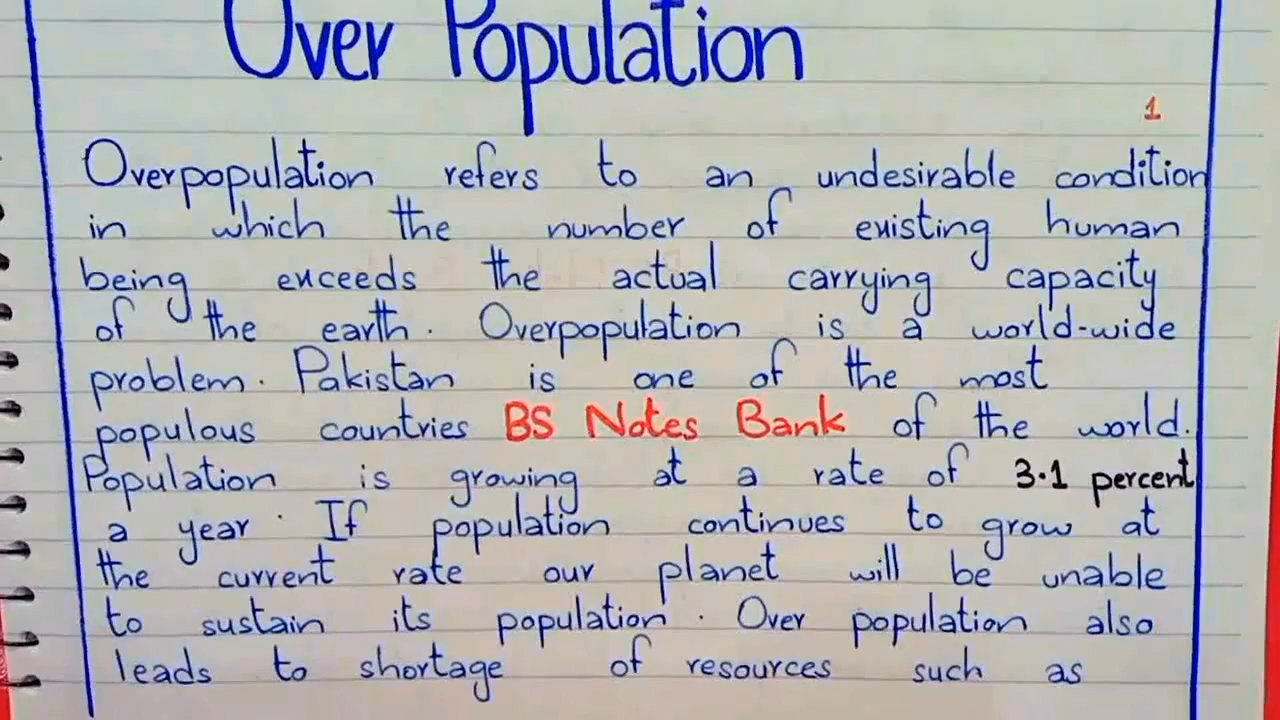 Over Population
1
Overpopulation refers to an undesirable condition
in which the number of existing human
being exceeds the actual carrying capacity
of the earth. Overpopulation is a world-wide
problem. Pakistan is one of the most
populous countries BS Notes Bank of the world.
Population is growing at a rate of 3.1 percent
a year. If population continues to grow at
the current rate our planet will be unable
to sustain its population. Over population also
leads to shortage of resources such as